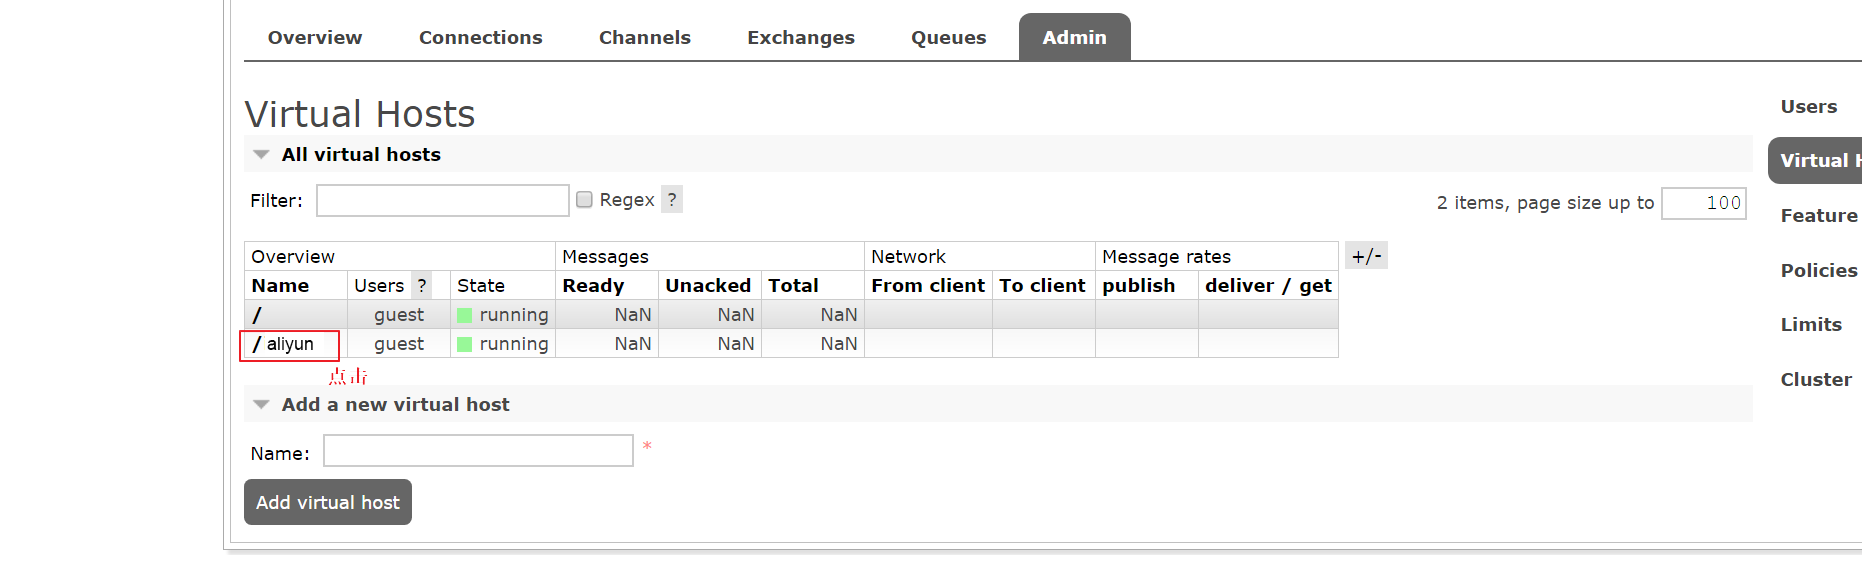 Overview Connections Channels Exchanges Queues Admin
Virtual Hosts
All virtual hosts
Filter: Regex ? 2 items, page size up to 100
Overview Messages Network Message rates +/-
Name Users ? State Ready Unacked Total From client To client publish deliver / get
/ guest running NaN NaN NaN
/ aliyun guest running NaN NaN NaN
点击
Add a new virtual host
Name: *
Add virtual host
Users
Virtual H
Feature
Policies
Limits
Cluster